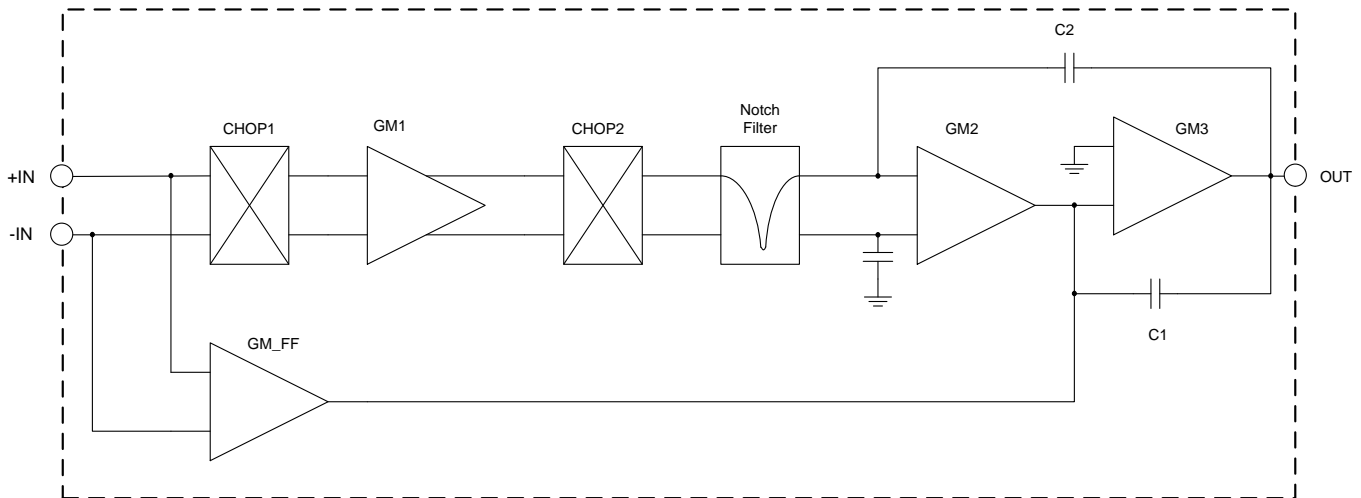 C2
Notch
Filter
CHOP1
GM1
CHOP2
GM2
GM3
+IN
OUT
-IN
C1
GM_FF